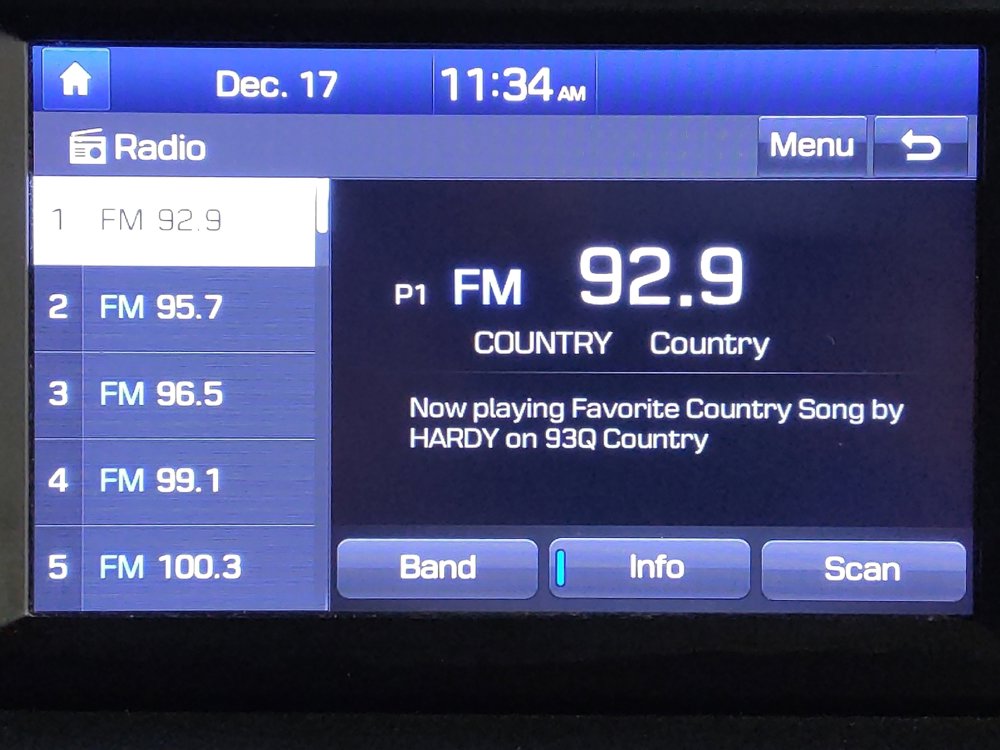 Dec. 17 11:34 AM
Radio Menu
1 FM 92.9
2 FM 95.7
3 FM 96.5
4 FM 99.1
5 FM 100.3
P1 FM 92.9
COUNTRY Country
Now playing Favorite Country Song by
HARDY on 93Q Country
Band Info Scan